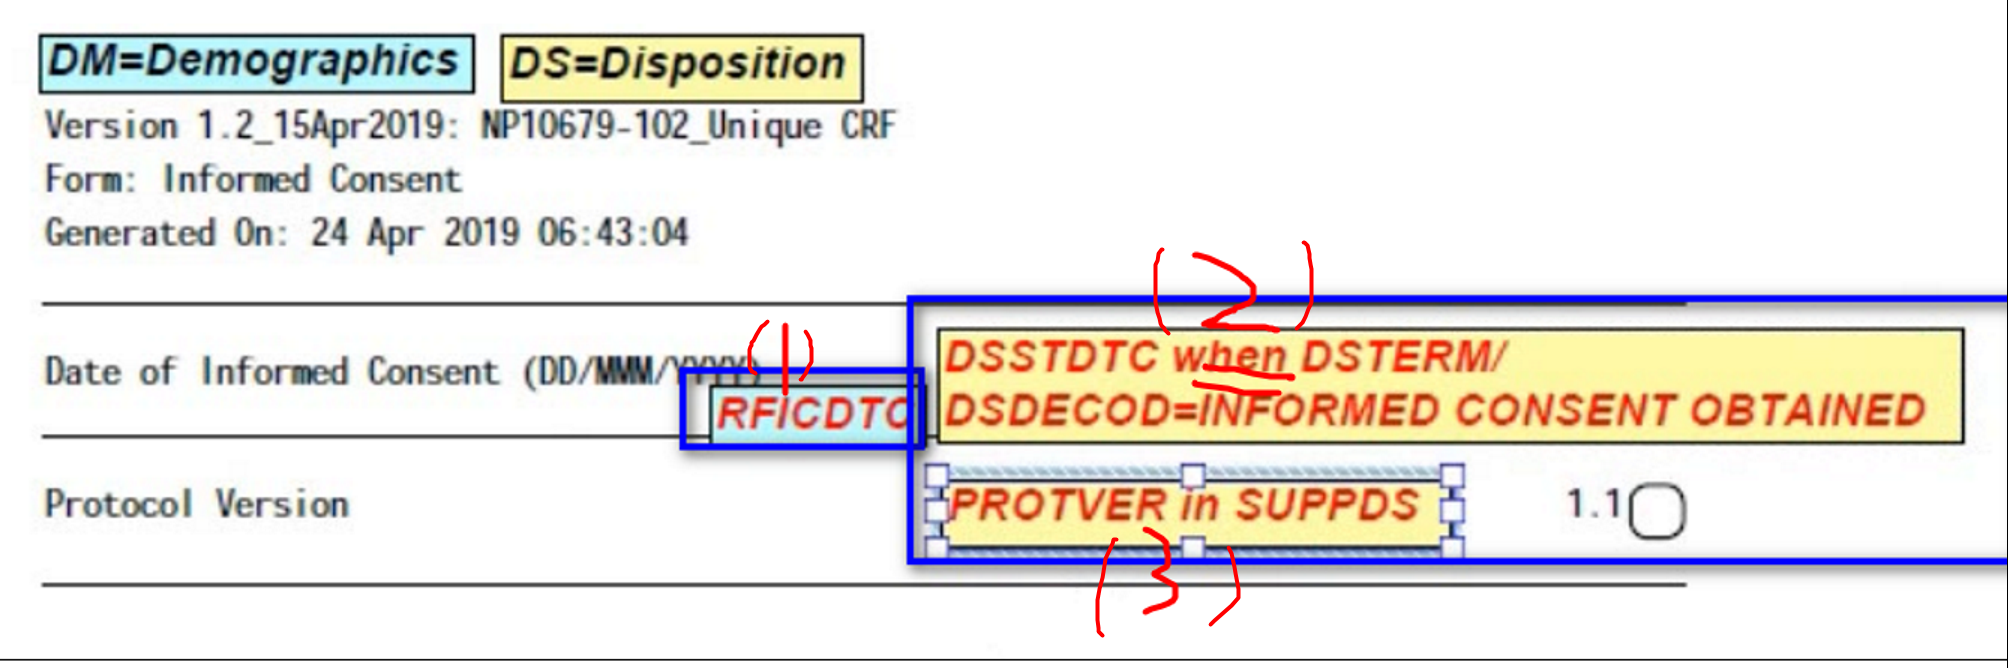 DM=Demographics DS=Disposition
Version 1.2_15Apr2019: NP10679-102_Unique CRF
Form: Informed Consent
Generated On: 24 Apr 2019 06:43:04
(2)
(1)
Date of Informed Consent (DD/MMM/YYYY)
RFICDTC
DSSTDTC when DSTERM/
DSDECOD=INFORMED CONSENT OBTAINED
Protocol Version PROTVER in SUPPDS 1.1
(3)